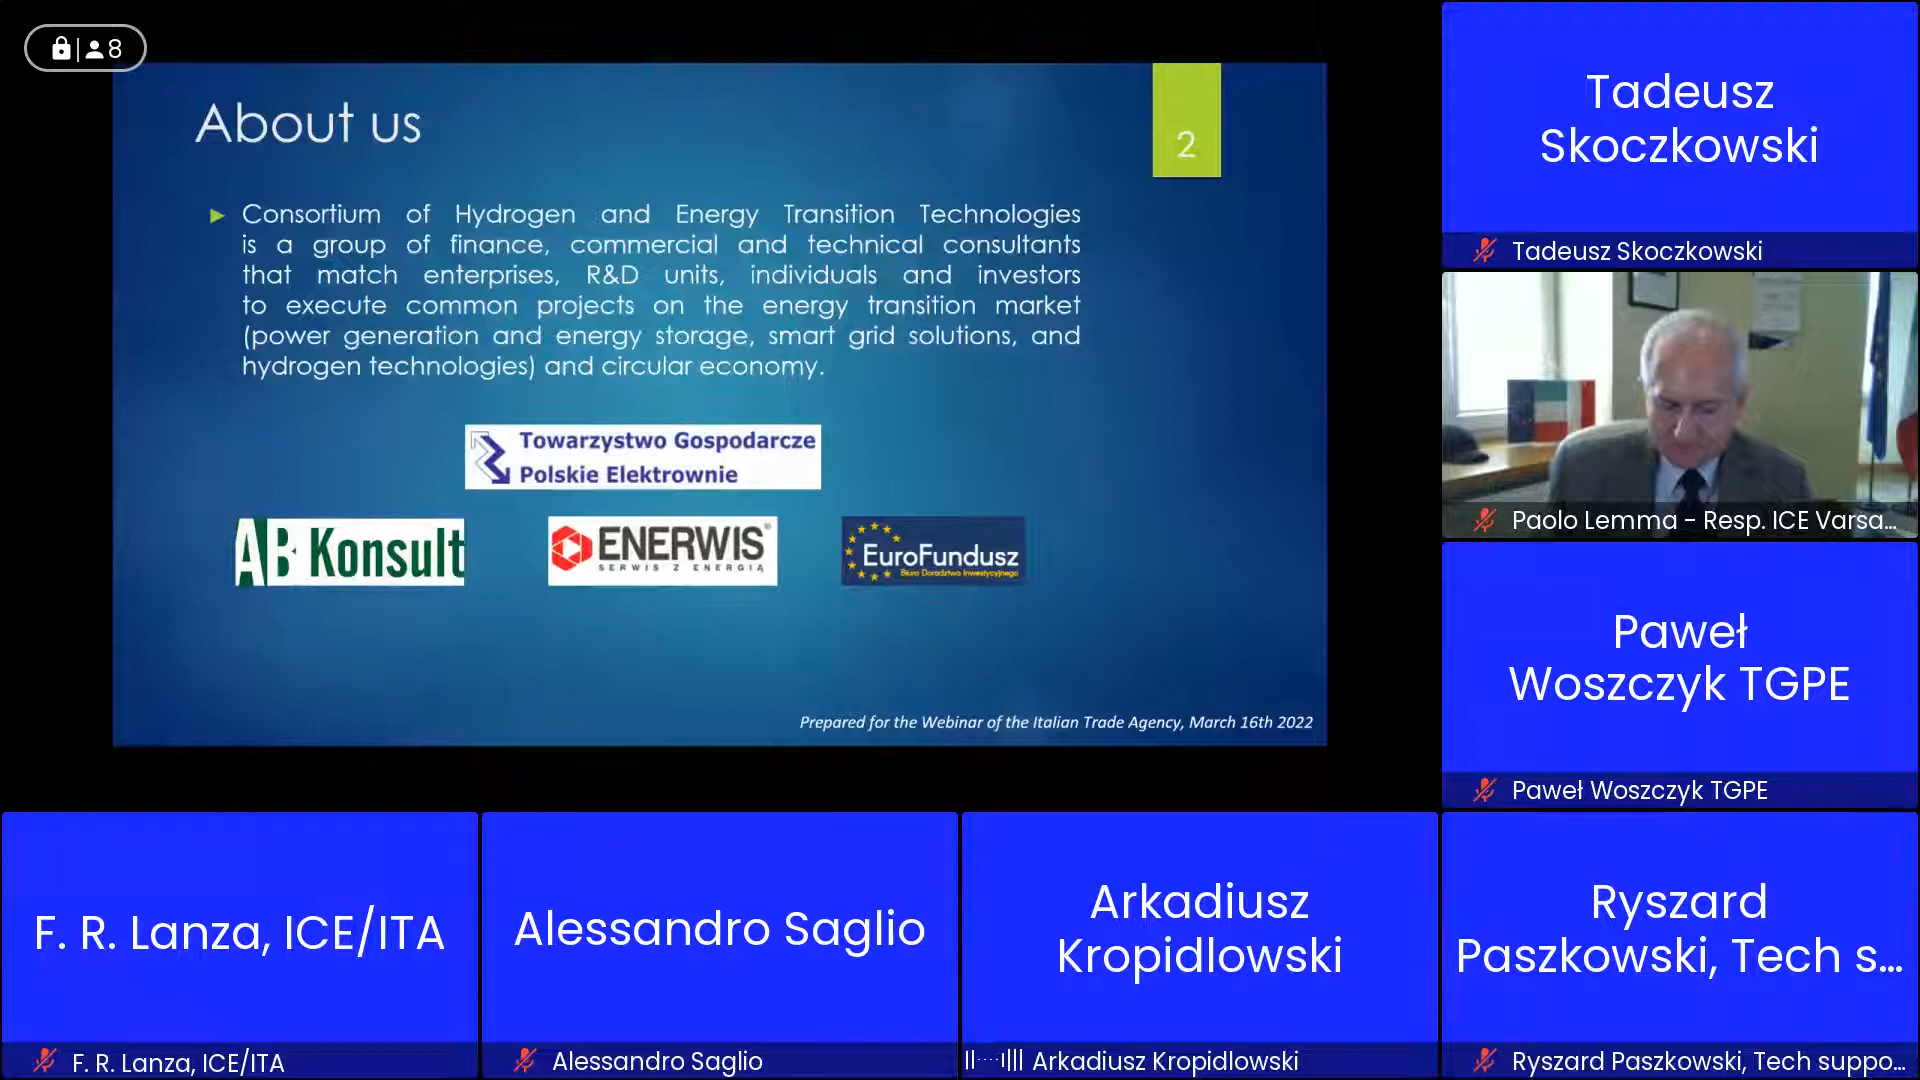 8
About us
2
Consortium of Hydrogen and Energy Transition Technologies
is a group of finance, commercial and technical consultants
that match enterprises, R&D units, individuals and investors
to execute common projects on the energy transition market
(power generation and energy storage, smart grid solutions, and
hydrogen technologies) and circular economy.
Towarzystwo Gospodarcze
Polskie Elektrownie
AB Konsult
ENERWIS®
SERWIS Z ENERGIĄ
EuroFundusz
Biuro Doradztwa Inwestycyjnego
Prepared for the Webinar of the Italian Trade Agency, March 16th 2022
Tadeusz
Skoczkowski
Tadeusz Skoczkowski
Paolo Lemma - Resp. ICE Varsa...
Paweł
Woszczyk TGPE
Paweł Woszczyk TGPE
F. R. Lanza, ICE/ITA
F. R. Lanza, ICE/ITA
Alessandro Saglio
Alessandro Saglio
Arkadiusz
Kropidlowski
Arkadiusz Kropidlowski
Ryszard
Paszkowski, Tech s...
Ryszard Paszkowski, Tech suppo...